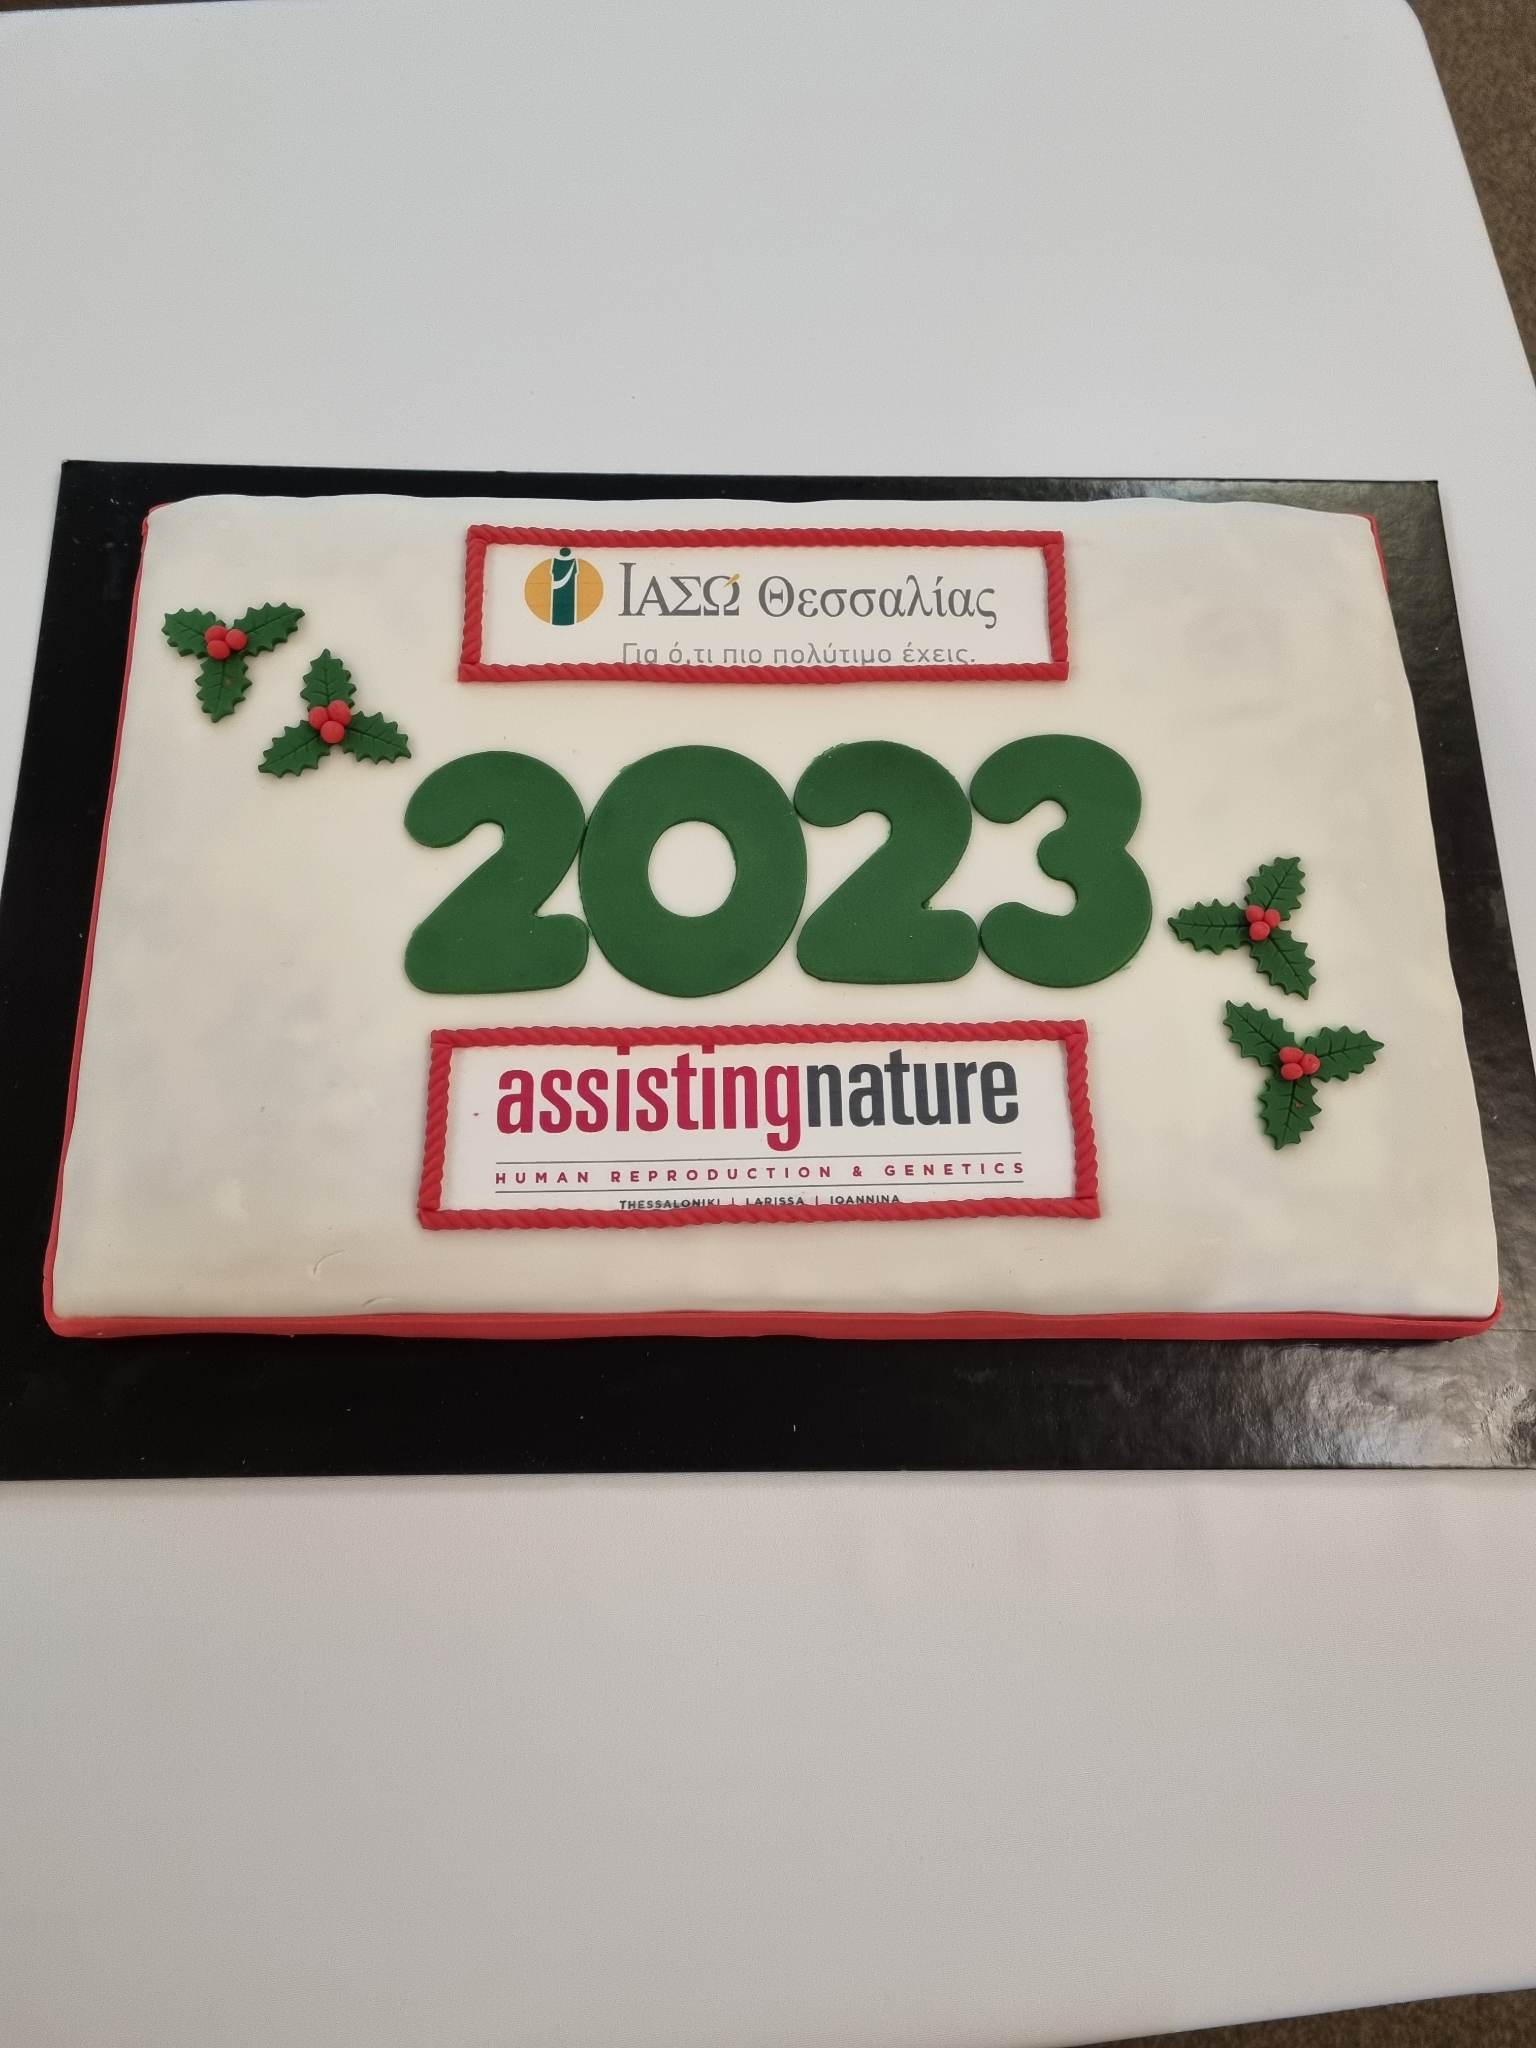 ΙΑΣΩ Θεσσαλίας
Για ό,τι πιο πολύτιμο έχεις.
2023
assistingnature
HUMAN REPRODUCTION & GENETICS
THESSALONIKI | LARISSA | IOANNINA